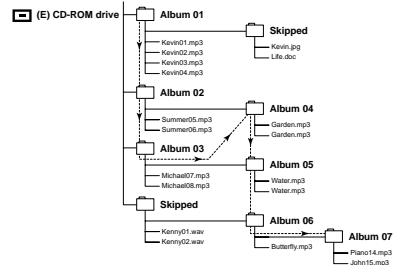 (E) CD-ROM drive
Album 01
Kevin01.mp3
Kevin02.mp3
Kevin03.mp3
Kevin04.mp3
Skipped
Kevin.jpg
Life.doc
Album 02
Summer05.mp3
Summer06.mp3
Album 04
Garden.mp3
Garden.mp3
Album 03
Michael07.mp3
Michael08.mp3
Album 05
Water.mp3
Water.mp3
Skipped
Kenny01.wav
Kenny02.wav
Album 06
Butterfly.mp3
Album 07
Piano14.mp3
John15.mp3